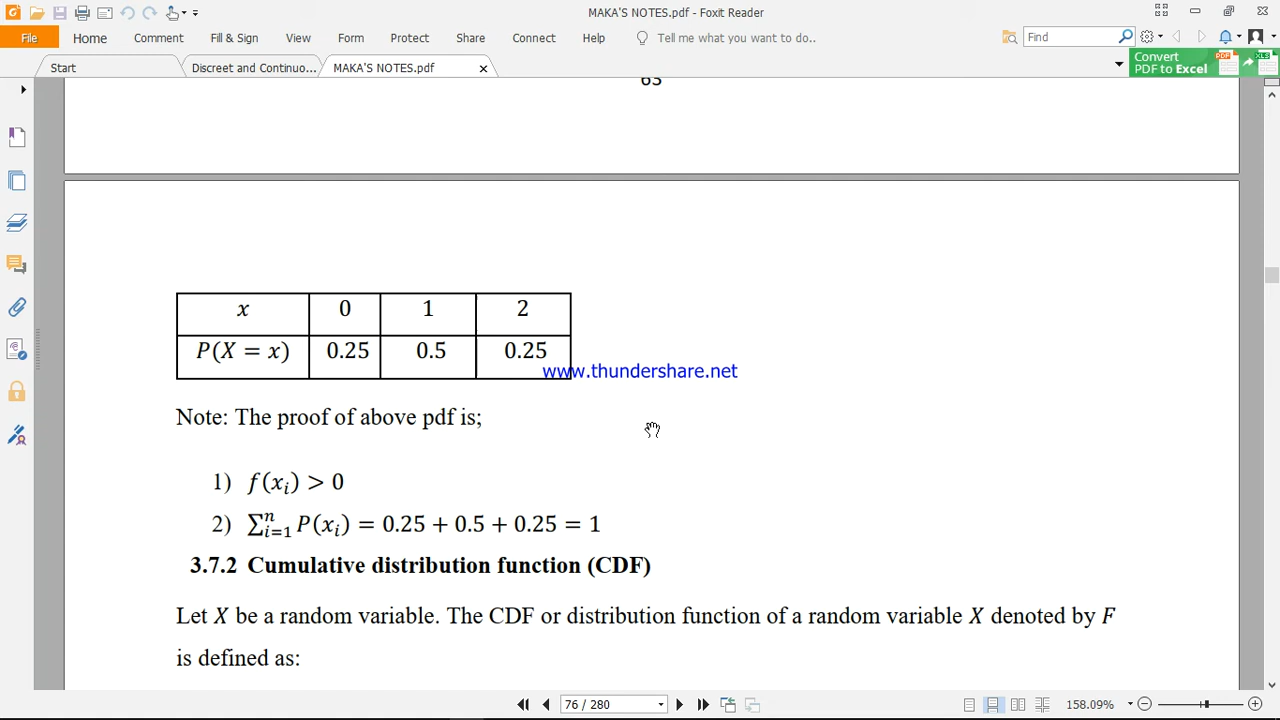 MAKA'S NOTES.pdf - Foxit Reader
File Home Comment Fill & Sign View Form Protect Share Connect Help Tell me what you want to do.. Find
Start Discreet and Continuo... MAKA'S NOTES.pdf
Convert
PDF to Excel
63
x 0 1 2
P(X = x) 0.25 0.5 0.25
www.thundershare.net
Note: The proof of above pdf is;
1) f(xᵢ) > 0
2) ∑ⁿᵢ₌₁ P(xᵢ) = 0.25 + 0.5 + 0.25 = 1
3.7.2 Cumulative distribution function (CDF)
Let X be a random variable. The CDF or distribution function of a random variable X denoted by F
is defined as:
76 / 280 158.09%